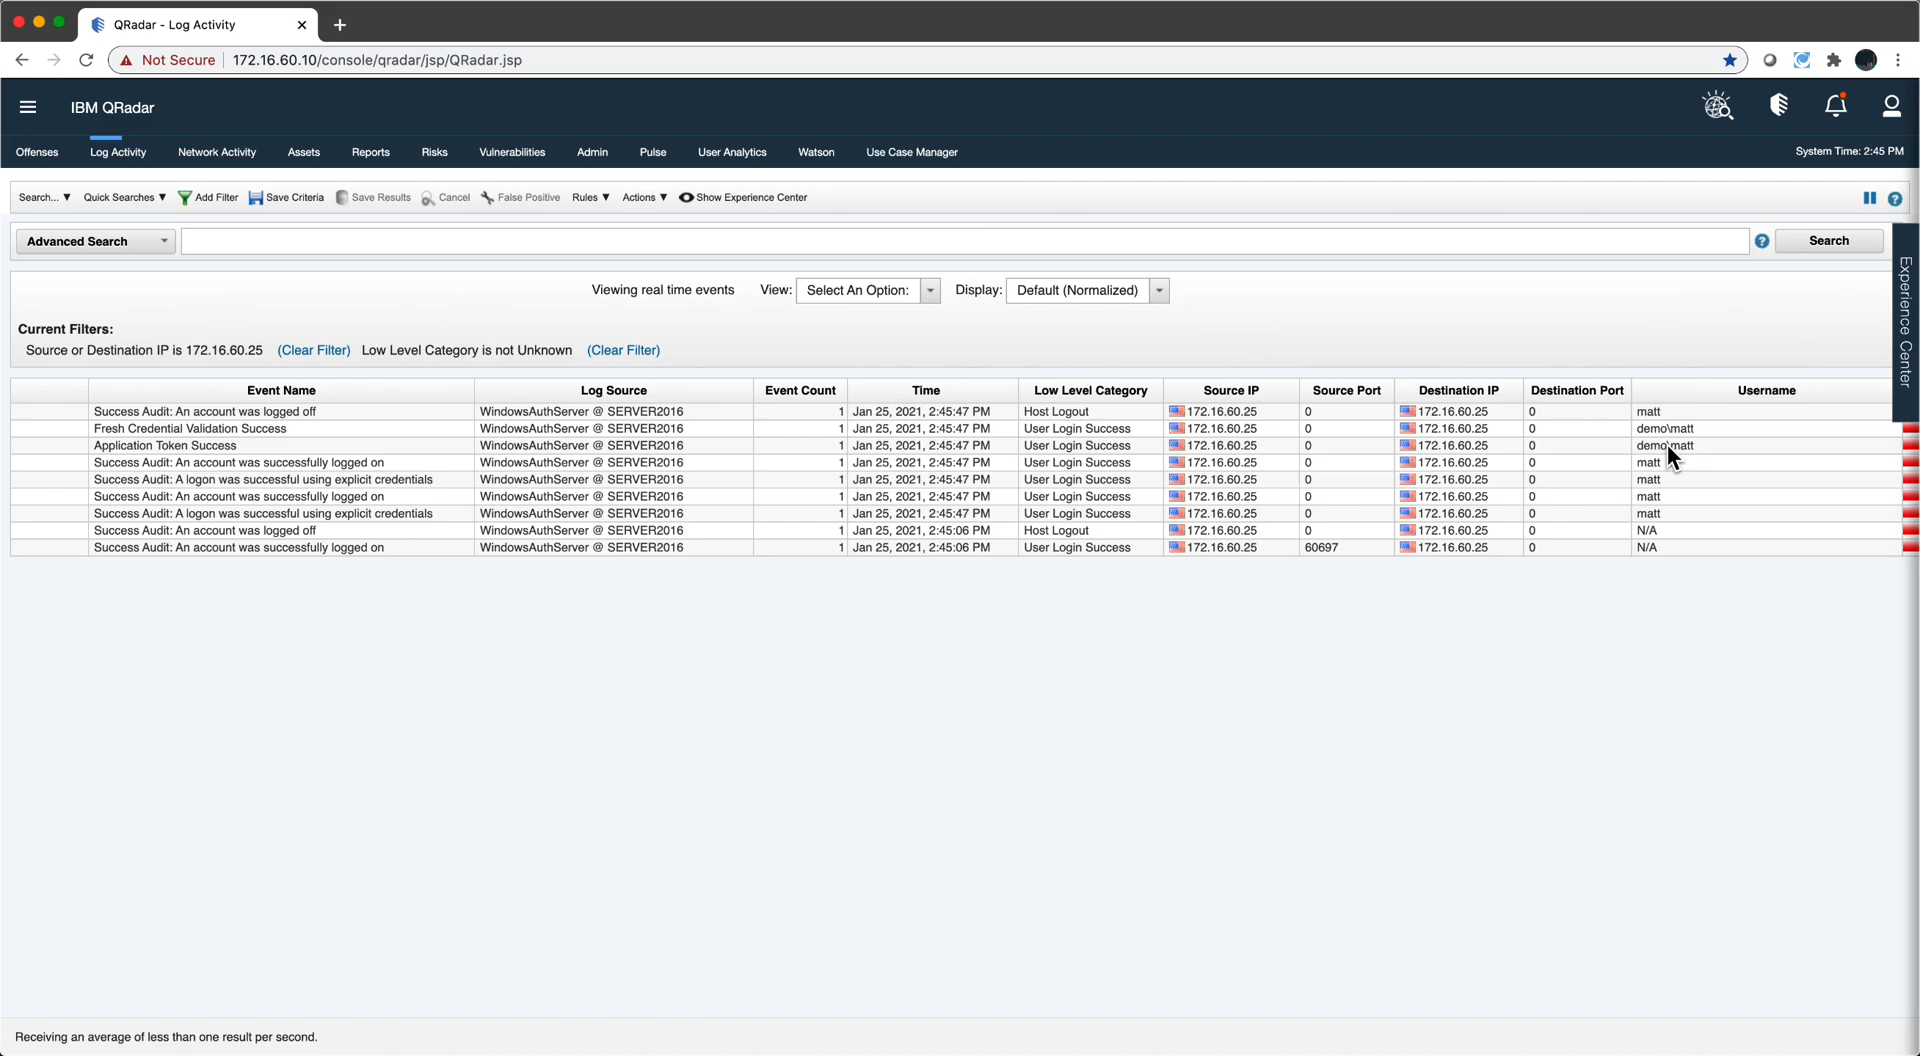 QRadar - Log Activity
Not Secure 172.16.60.10/console/qradar/jsp/QRadar.jsp
IBM QRadar
Offenses Log Activity Network Activity Assets Reports Risks Vulnerabilities Admin Pulse User Analytics Watson Use Case Manager System Time: 2:45 PM
Search... Quick Searches Add Filter Save Criteria Save Results Cancel False Positive Rules Actions Show Experience Center
Advanced Search Search
Experience Center
Viewing real time events View: Select An Option: Display: Default (Normalized)
Current Filters:
Source or Destination IP is 172.16.60.25 (Clear Filter) Low Level Category is not Unknown (Clear Filter)
Event Name Log Source Event Count Time Low Level Category Source IP Source Port Destination IP Destination Port Username
Success Audit: An account was logged off WindowsAuthServer @ SERVER2016 1 Jan 25, 2021, 2:45:47 PM Host Logout 172.16.60.25 0 172.16.60.25 0 matt
Fresh Credential Validation Success WindowsAuthServer @ SERVER2016 1 Jan 25, 2021, 2:45:47 PM User Login Success 172.16.60.25 0 172.16.60.25 0 demo\matt
Application Token Success WindowsAuthServer @ SERVER2016 1 Jan 25, 2021, 2:45:47 PM User Login Success 172.16.60.25 0 172.16.60.25 0 demo\matt
Success Audit: An account was successfully logged on WindowsAuthServer @ SERVER2016 1 Jan 25, 2021, 2:45:47 PM User Login Success 172.16.60.25 0 172.16.60.25 0 matt
Success Audit: A logon was successful using explicit credentials WindowsAuthServer @ SERVER2016 1 Jan 25, 2021, 2:45:47 PM User Login Success 172.16.60.25 0 172.16.60.25 0 matt
Success Audit: An account was successfully logged on WindowsAuthServer @ SERVER2016 1 Jan 25, 2021, 2:45:47 PM User Login Success 172.16.60.25 0 172.16.60.25 0 matt
Success Audit: A logon was successful using explicit credentials WindowsAuthServer @ SERVER2016 1 Jan 25, 2021, 2:45:47 PM User Login Success 172.16.60.25 0 172.16.60.25 0 matt
Success Audit: An account was logged off WindowsAuthServer @ SERVER2016 1 Jan 25, 2021, 2:45:06 PM Host Logout 172.16.60.25 0 172.16.60.25 0 N/A
Success Audit: An account was successfully logged on WindowsAuthServer @ SERVER2016 1 Jan 25, 2021, 2:45:06 PM User Login Success 172.16.60.25 60697 172.16.60.25 0 N/A
Receiving an average of less than one result per second.